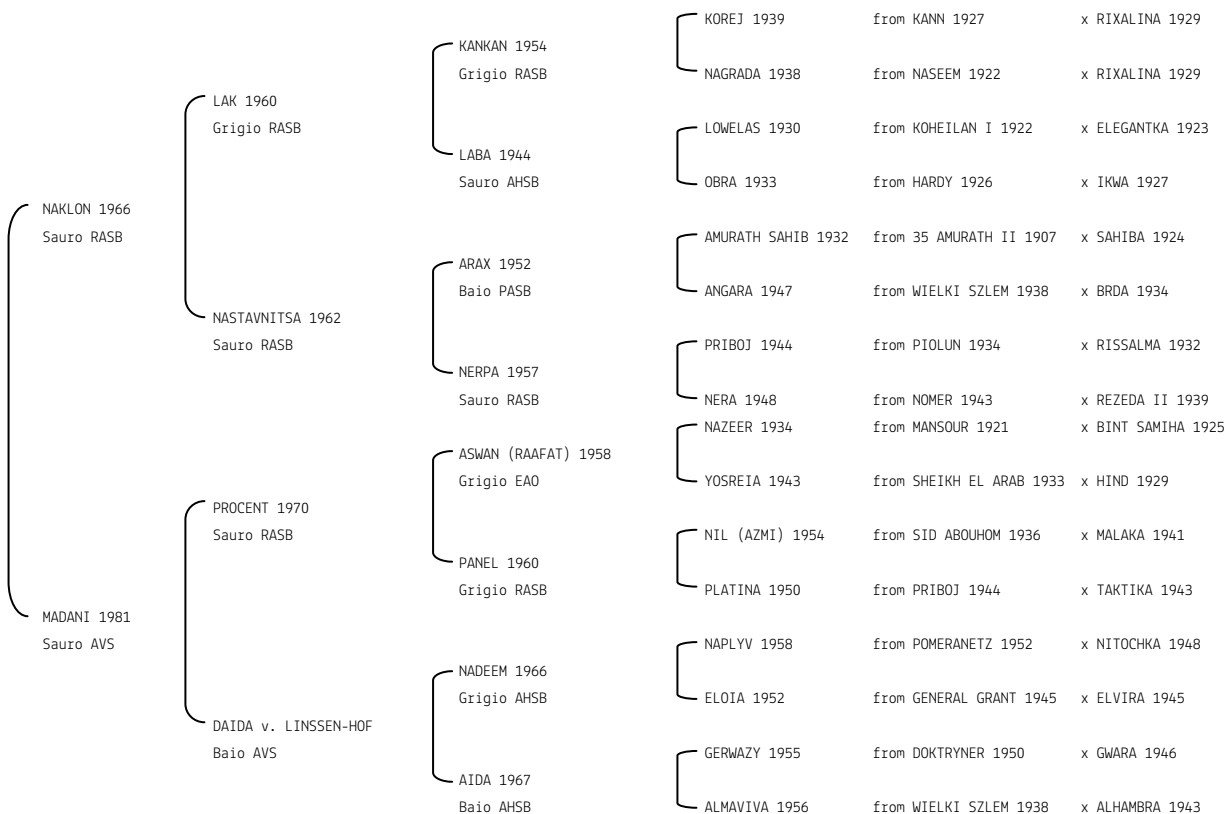 KOREJ 1939 from KANN 1927 x RIXALINA 1929
KANKAN 1954
Grigio RASB NAGRADA 1938 from NASEEM 1922 x RIXALINA 1929
LAK 1960
Grigio RASB LOWELAS 1930 from KOHEILAN I 1922 x ELEGANTKA 1923
LABA 1944
Sauro AHSB OBRA 1933 from HARDY 1926 x IKWA 1927
NAKLON 1966
Sauro RASB AMURATH SAHIB 1932 from 35 AMURATH II 1907 x SAHIBA 1924
ARAX 1952
Baio PASB ANGARA 1947 from WIELKI SZLEM 1938 x BRDA 1934
NASTAVNITSA 1962
Sauro RASB PRIBOJ 1944 from PIOLUN 1934 x RISSALMA 1932
NERPA 1957
Sauro RASB NERA 1948 from NOMER 1943 x REZEDA II 1939
NAZEER 1934 from MANSOUR 1921 x BINT SAMIHA 1925
ASWAN (RAAFAT) 1958
Grigio EAO YOSREIA 1943 from SHEIKH EL ARAB 1933 x HIND 1929
PROCENT 1970
Sauro RASB NIL (AZMI) 1954 from SID ABOUHOM 1936 x MALAKA 1941
PANEL 1960
Grigio RASB PLATINA 1950 from PRIBOJ 1944 x TAKTIKA 1943
MADANI 1981
Sauro AVS NAPLYV 1958 from POMERANETZ 1952 x NITOCHKA 1948
NADEEM 1966
Grigio AHSB ELOIA 1952 from GENERAL GRANT 1945 x ELVIRA 1945
DAIDA v. LINSSEN-HOF
Baio AVS GERWAZY 1955 from DOKTRYNER 1950 x GWARA 1946
AIDA 1967
Baio AHSB ALMAVIVA 1956 from WIELKI SZLEM 1938 x ALHAMBRA 1943